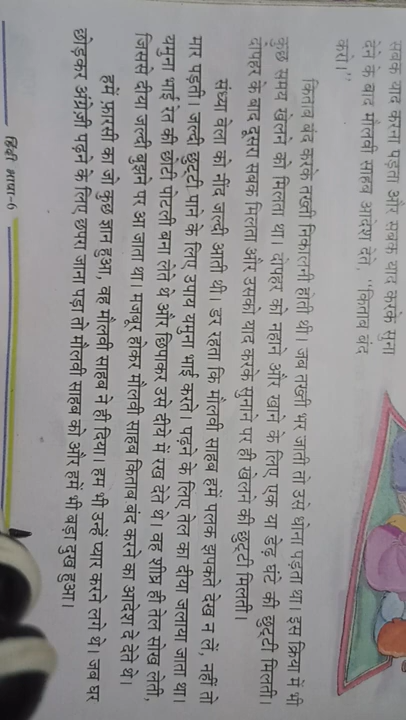 सबक याद करना पड़ता और सबक याद करके सुना
देने के बाद मौलवी साहब आदेश देते, "किताब बंद
करो।"
किताब बंद करके तख़्ती निकालनी होती थी। जब तख़्ती भर जाती तो उसे धोना पड़ता था। इस क्रिया में भी
कुछ समय खेलने को मिलता था। दोपहर को नहाने और खाने के लिए एक या डेढ़ घंटे की छुट्टी मिलती।
दोपहर के बाद दूसरा सबक मिलता और उसको याद करके सुनाने पर ही खेलने की छुट्टी मिलती।
संध्या वेला को नींद जल्दी आती थी। डर रहता कि मौलवी साहब हमें पलक झपकते देख न लें, नहीं तो
मार पड़ती। जल्दी छुट्टी पाने के लिए उपाय यमुना भाई करते। पढ़ने के लिए तेल का दीया जलाया जाता था।
यमुना भाई रेत की छोटी पोटली बना लेते थे और छिपकर उसे दीये में रख देते थे। वह शीघ्र ही तेल सोख लेती,
जिससे दीया जल्दी बुझने पर आ जाता था। मजबूर होकर मौलवी साहब किताब बंद करने का आदेश दे देते थे।
हमें फ़ारसी का जो कुछ ज्ञान हुआ, वह मौलवी साहब ने ही दिया। हम भी उन्हें प्यार करने लगे थे। जब घर
छोड़कर अंग्रेज़ी पढ़ने के लिए छपरा जाना पड़ा तो मौलवी साहब को और हमें भी बड़ा दुख हुआ।
हिंदी भाषा-6